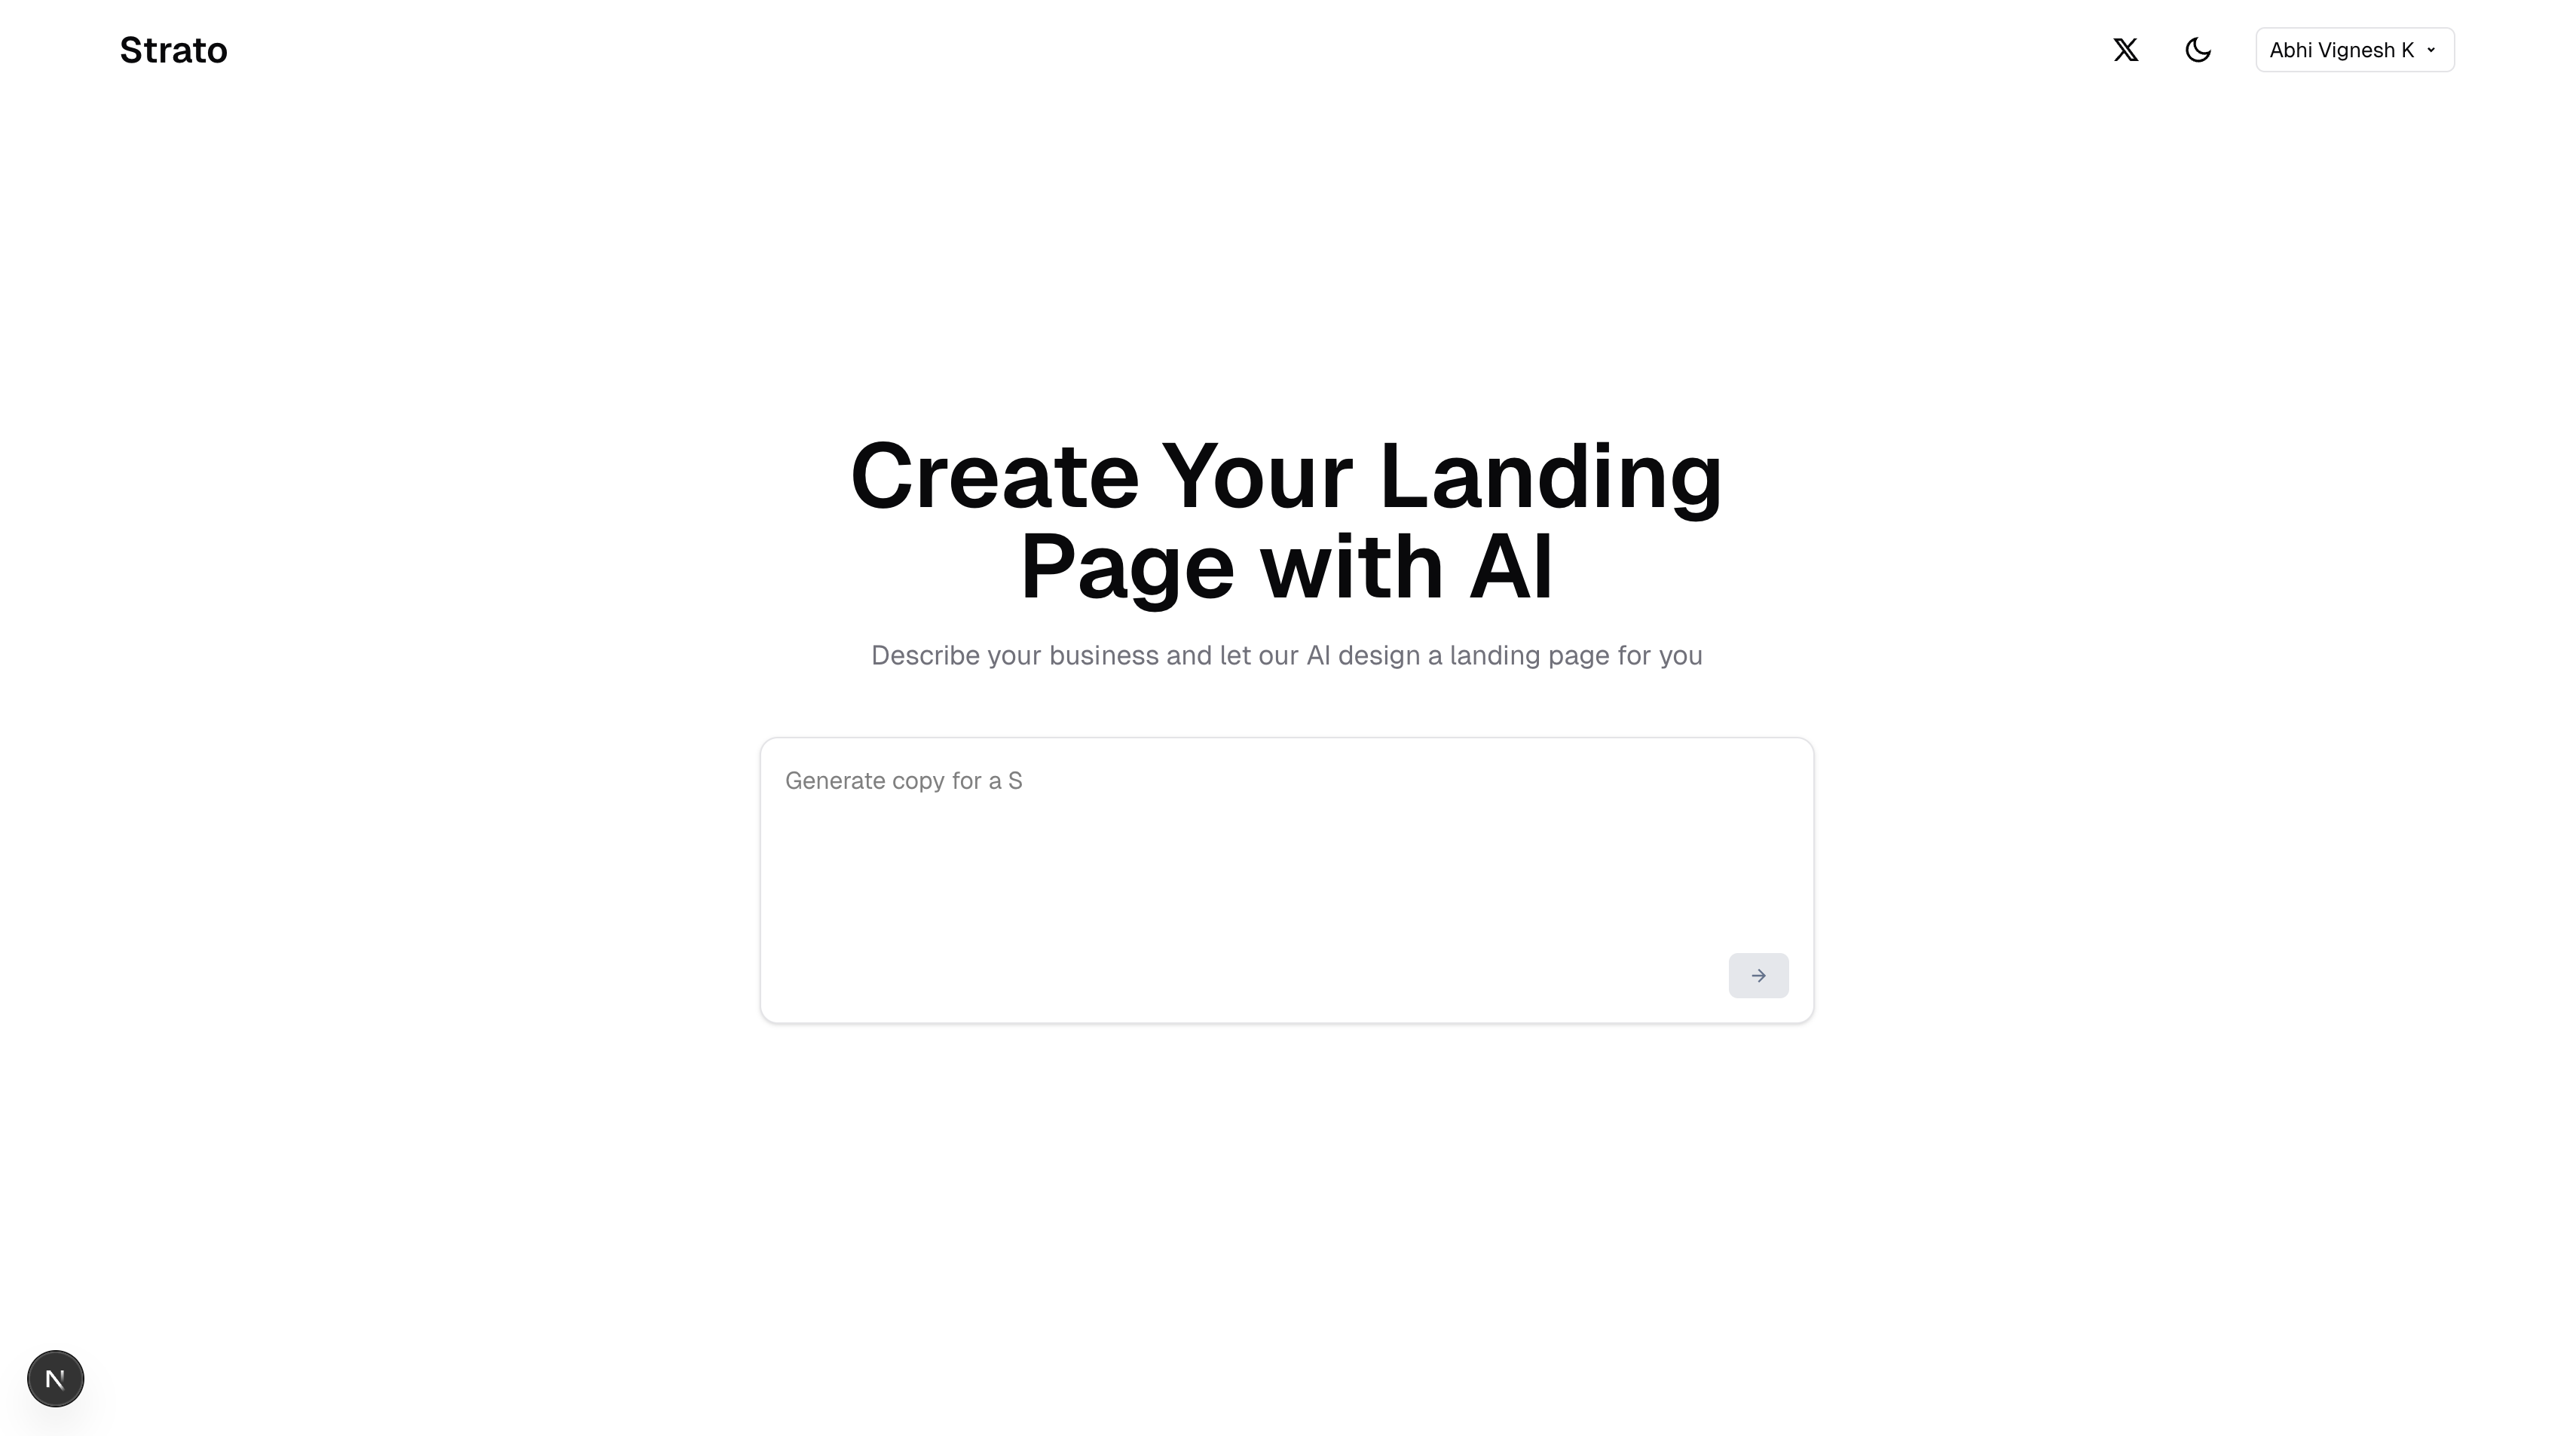 Strato
Abhi Vignesh K
Create Your Landing
Page with AI
Describe your business and let our AI design a landing page for you
Generate copy for a S
N